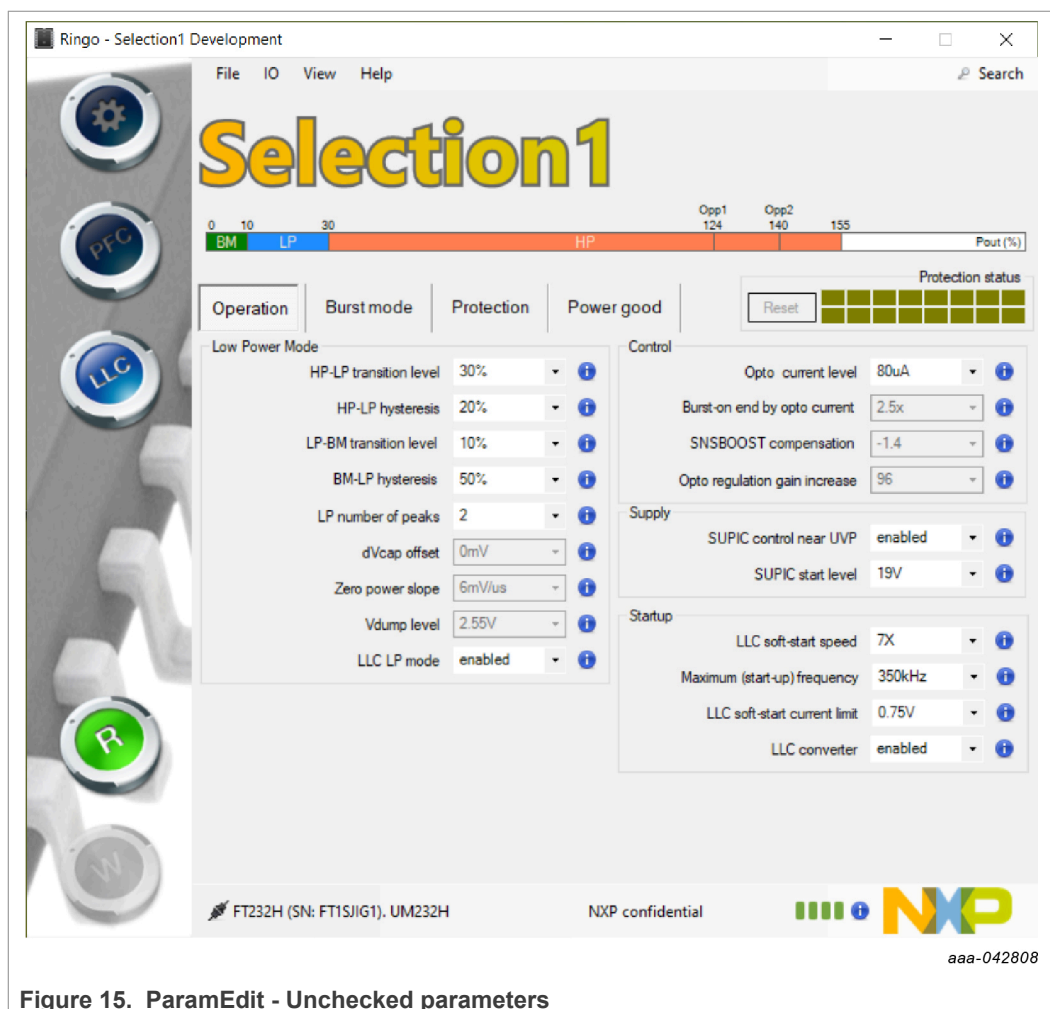 Ringo - Selection1 Development
File IO View Help Search
Selection1
Opp1 Opp2
0 10 30 124 140 155
BM LP HP Pout (%)
Protection status
Operation Burst mode Protection Power good Reset
PFC
LLC
R
W
Low Power Mode
HP-LP transition level 30%
HP-LP hysteresis 20%
LP-BM transition level 10%
BM-LP hysteresis 50%
LP number of peaks 2
dVcap offset 0mV
Zero power slope 6mV/us
Vdump level 2.55V
LLC LP mode enabled
Control
Opto current level 80uA
Burst-on end by opto current 2.5x
SNSBOOST compensation -1.4
Opto regulation gain increase 96
Supply
SUPIC control near UVP enabled
SUPIC start level 19V
Startup
LLC soft-start speed 7X
Maximum (start-up) frequency 350kHz
LLC soft-start current limit 0.75V
LLC converter enabled
FT232H (SN: FT1SJIG1). UM232H NXP confidential NXP
aaa-042808
Figure 15. ParamEdit - Unchecked parameters